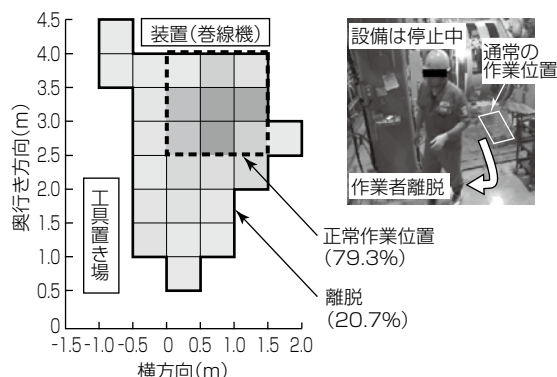 4.5
4.0
3.5
3.0
2.5
2.0
1.5
1.0
0.5
0
奥行き方向(m)
装置(巻線機)
工具置き場
-1.5
-1.0
-0.5
0
0.5
1.0
1.5
2.0
横方向(m)
設備は停止中
通常の
作業位置
作業者離脱
正常作業位置
(79.3%)
離脱
(20.7%)